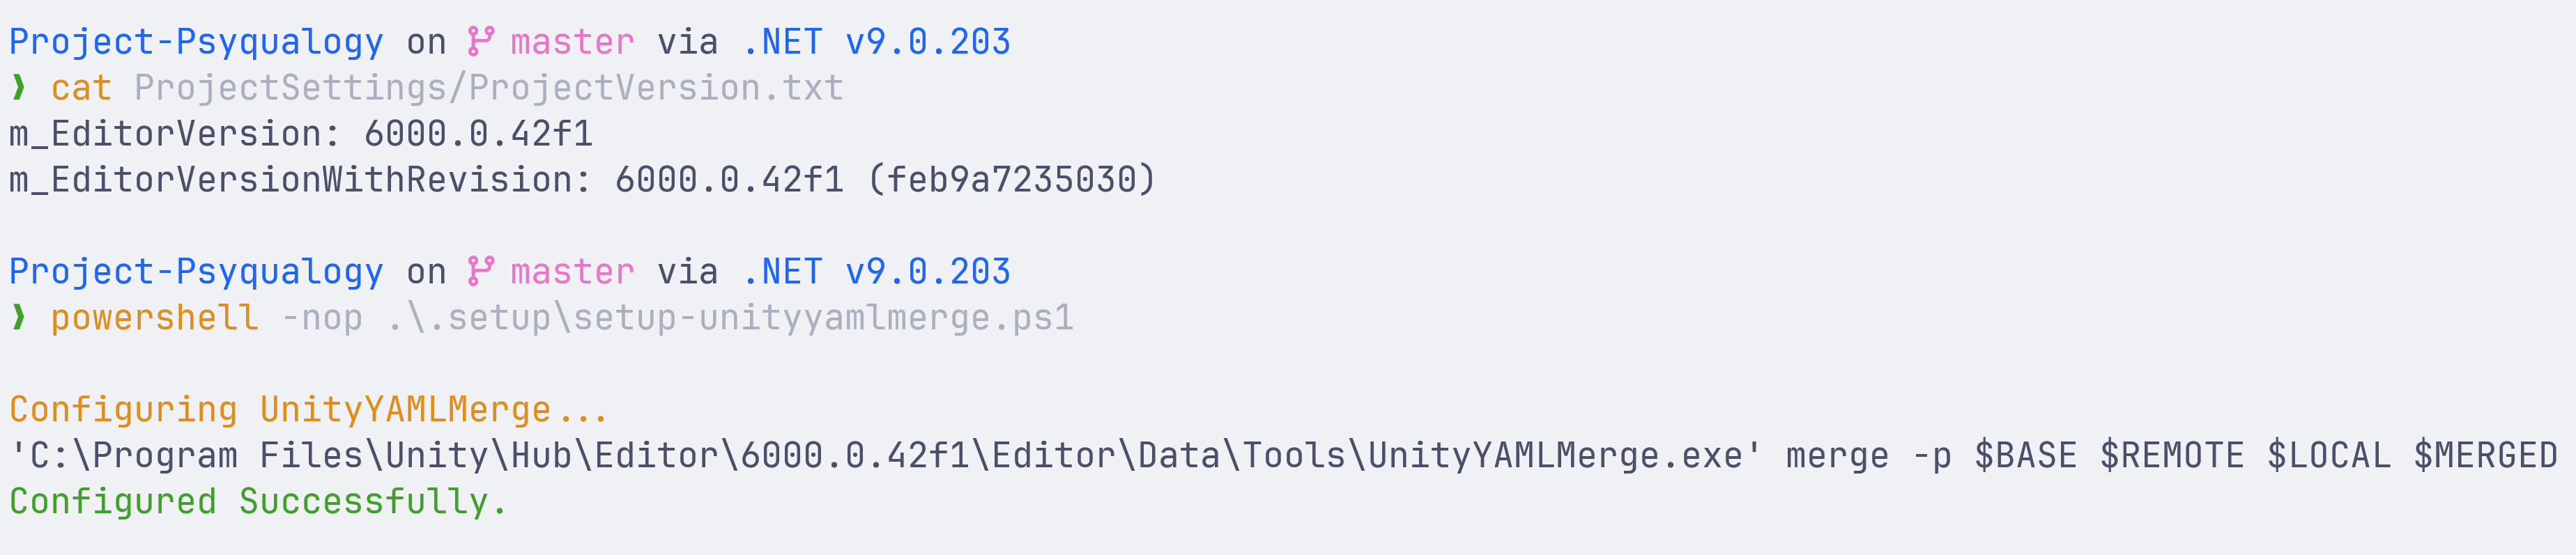 Project-Psyqualogy on master via .NET v9.0.203
❱ cat ProjectSettings/ProjectVersion.txt
m_EditorVersion: 6000.0.42f1
m_EditorVersionWithRevision: 6000.0.42f1 (feb9a7235030)
Project-Psyqualogy on master via .NET v9.0.203
❱ powershell -nop .\.setup\setup-unityyamlmerge.ps1
Configuring UnityYAMLMerge...
'C:\Program Files\Unity\Hub\Editor\6000.0.42f1\Editor\Data\Tools\UnityYAMLMerge.exe' merge -p $BASE $REMOTE $LOCAL $MERGED
Configured Successfully.